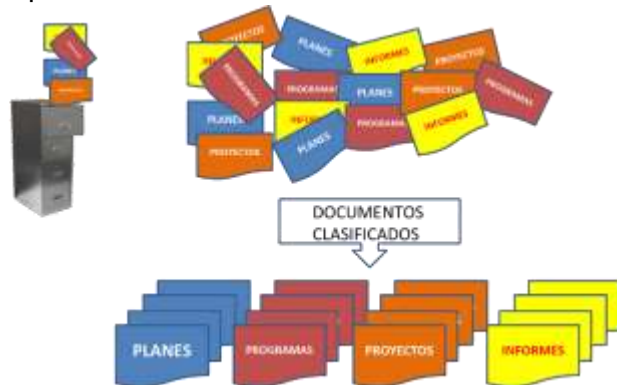 PLANES
PROYECTOS
PLANES
INFORMES
PROYECTOS
PROGRAMAS
PROGRAMAS
PLANES
PROYECTOS
PROGRAMAS
PLANES
PROGRAMAS
INFORMES
PROYECTOS
PLANES
DOCUMENTOS
CLASIFICADOS
PLANES
PROGRAMAS
PROYECTOS
INFORMES